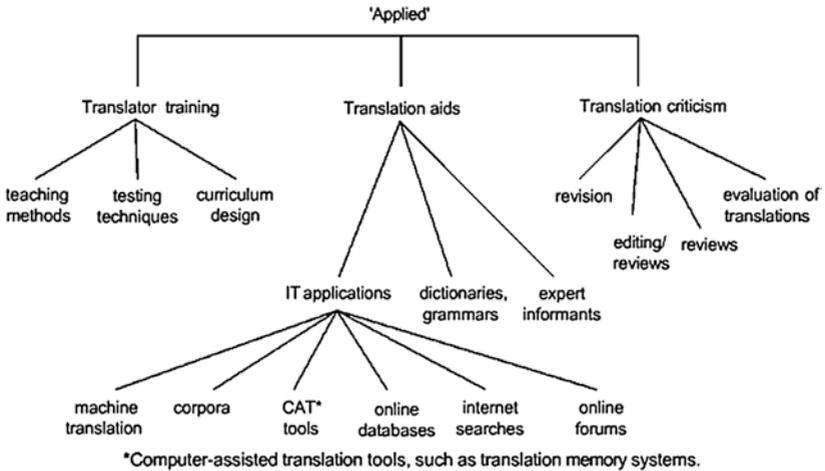 'Applied'
Translator training
Translation aids
Translation criticism
teaching
methods
testing
techniques
curriculum
design
revision
editing/
reviews
reviews
evaluation of
translations
IT applications
dictionaries,
grammars
expert
informants
machine
translation
corpora
CAT*
tools
online
databases
internet
searches
online
forums
*Computer-assisted translation tools, such as translation memory systems.